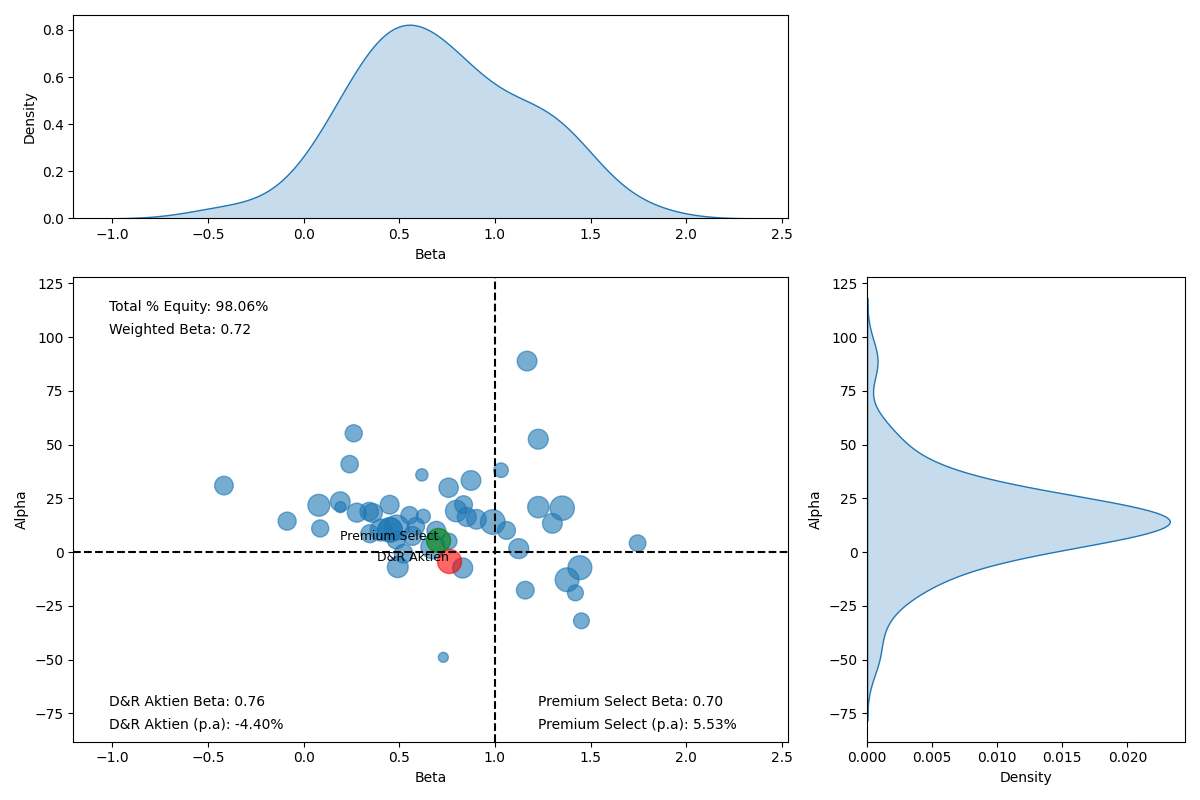 0.8
0.6
0.4
0.2
0.0
Density
−1.0 −0.5 0.0 0.5 1.0 1.5 2.0 2.5
Beta
Total % Equity: 98.06%
Weighted Beta: 0.72
Premium Select
D&R Aktien
D&R Aktien Beta: 0.76
D&R Aktien (p.a): -4.40%
Premium Select Beta: 0.70
Premium Select (p.a): 5.53%
125
100
75
50
25
0
−25
−50
−75
Alpha
−1.0 −0.5 0.0 0.5 1.0 1.5 2.0 2.5
Beta
125
100
75
50
25
0
−25
−50
−75
Alpha
0.000 0.005 0.010 0.015 0.020
Density